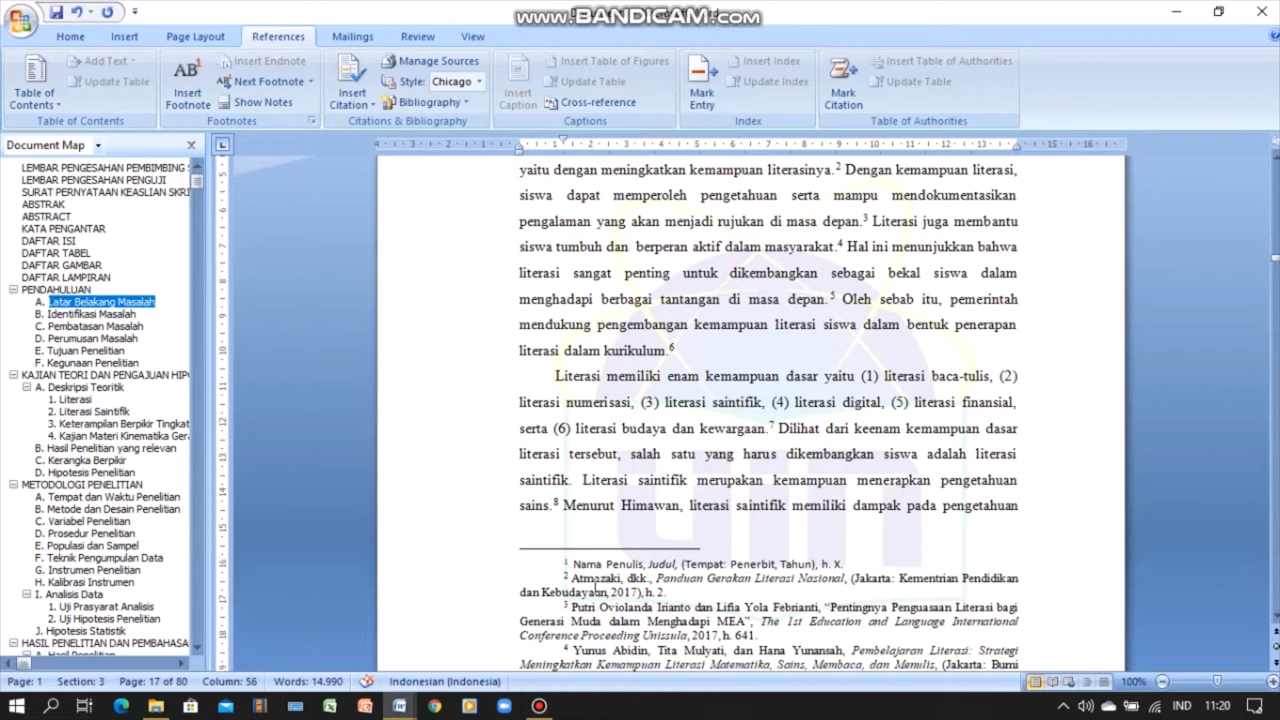 www.BANDICAM.com
Home Insert Page Layout References Mailings Review View
Table of Contents
Add Text
Update Table
Table of Contents
AB¹
Insert Footnote
Insert Endnote
Next Footnote
Show Notes
Footnotes
Insert Citation
Manage Sources
Style: Chicago
Bibliography
Citations & Bibliography
Insert Caption
Insert Table of Figures
Update Table
Cross-reference
Captions
Mark Entry
Insert Index
Update Index
Index
Mark Citation
Insert Table of Authorities
Update Table
Table of Authorities
Document Map
LEMBAR PENGESAHAN PEMBIMBING S
LEMBAR PENGESAHAN PENGUJI
SURAT PERNYATAAN KEASLIAN SKRI
ABSTRAK
ABSTRACT
KATA PENGANTAR
DAFTAR ISI
DAFTAR TABEL
DAFTAR GAMBAR
DAFTAR LAMPIRAN
PENDAHULUAN
A. Latar Belakang Masalah
B. Identifikasi Masalah
C. Pembatasan Masalah
D. Perumusan Masalah
E. Tujuan Penelitian
F. Kegunaan Penelitian
KAJIAN TEORI DAN PENGAJUAN HIPO
A. Deskripsi Teoritik
1. Literasi
2. Literasi Saintifik
3. Keterampilan Berpikir Tingkat
4. Kajian Materi Kinematika Gera
B. Hasil Penelitian yang relevan
C. Kerangka Berpikir
D. Hipotesis Penelitian
METODOLOGI PENELITIAN
A. Tempat dan Waktu Penelitian
B. Metode dan Desain Penelitian
C. Variabel Penelitian
D. Prosedur Penelitian
E. Populasi dan Sampel
F. Teknik Pengumpulan Data
G. Instrumen Penelitian
H. Kalibrasi Instrumen
I. Analisis Data
1. Uji Prasyarat Analisis
2. Uji Hipotesis Penelitian
J. Hipotesis Statistik
HASIL PENELITIAN DAN PEMBAHASA
yaitu dengan meningkatkan kemampuan literasinya.² Dengan kemampuan literasi,
siswa dapat memperoleh pengetahuan serta mampu mendokumentasikan
pengalaman yang akan menjadi rujukan di masa depan.³ Literasi juga membantu
siswa tumbuh dan berperan aktif dalam masyarakat.⁴ Hal ini menunjukkan bahwa
literasi sangat penting untuk dikembangkan sebagai bekal siswa dalam
menghadapi berbagai tantangan di masa depan.⁵ Oleh sebab itu, pemerintah
mendukung pengembangan kemampuan literasi siswa dalam bentuk penerapan
literasi dalam kurikulum.⁶
Literasi memiliki enam kemampuan dasar yaitu (1) literasi baca-tulis, (2)
literasi numerisasi, (3) literasi saintifik, (4) literasi digital, (5) literasi finansial,
serta (6) literasi budaya dan kewargaan.⁷ Dilihat dari keenam kemampuan dasar
literasi tersebut, salah satu yang harus dikembangkan siswa adalah literasi
saintifik. Literasi saintifik merupakan kemampuan menerapkan pengetahuan
sains.⁸ Menurut Himawan, literasi saintifik memiliki dampak pada pengetahuan
¹ Nama Penulis, Judul, (Tempat: Penerbit, Tahun), h. X.
² Atmazaki, dkk., Panduan Gerakan Literasi Nasional, (Jakarta: Kementrian Pendidikan
dan Kebudayaan, 2017), h. 2.
³ Putri Oviolanda Irianto dan Lifia Yola Febrianti, “Pentingnya Penguasaan Literasi bagi
Generasi Muda dalam Menghadapi MEA”, The 1st Education and Language International
Conference Proceeding Unissula, 2017, h. 641.
⁴ Yunus Abidin, Tita Mulyati, dan Hana Yunansah, Pembelajaran Literasi: Strategi
Meningkatkan Kemampuan Literasi Matematika, Sains, Membaca, dan Menulis, (Jakarta: Bumi
Page: 1 Section: 3 Page: 17 of 80 Column: 56 Words: 14.990 Indonesian (Indonesia) 100%
IND 11:20